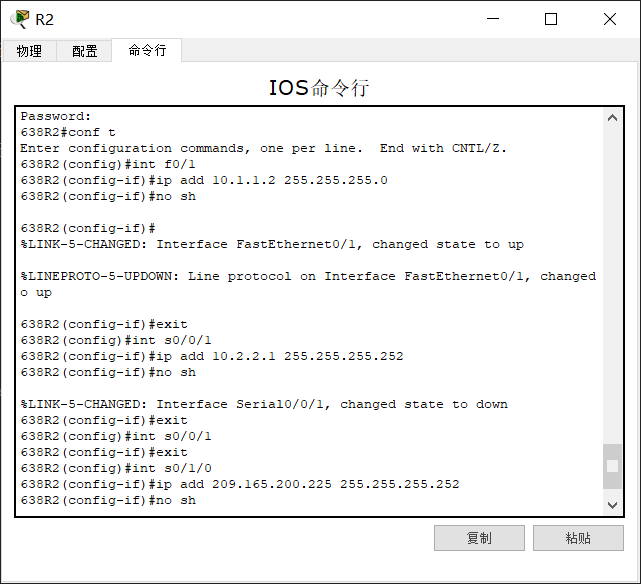 R2
物理 配置 命令行
IOS命令行
Password:
638R2#conf t
Enter configuration commands, one per line.  End with CNTL/Z.
638R2(config)#int f0/1
638R2(config-if)#ip add 10.1.1.2 255.255.255.0
638R2(config-if)#no sh
638R2(config-if)#
%LINK-5-CHANGED: Interface FastEthernet0/1, changed state to up
%LINEPROTO-5-UPDOWN: Line protocol on Interface FastEthernet0/1, changed
o up
638R2(config-if)#exit
638R2(config)#int s0/0/1
638R2(config-if)#ip add 10.2.2.1 255.255.255.252
638R2(config-if)#no sh
%LINK-5-CHANGED: Interface Serial0/0/1, changed state to down
638R2(config-if)#exit
638R2(config)#int s0/0/1
638R2(config-if)#exit
638R2(config)#int s0/1/0
638R2(config-if)#ip add 209.165.200.225 255.255.255.252
638R2(config-if)#no sh
复制 粘贴